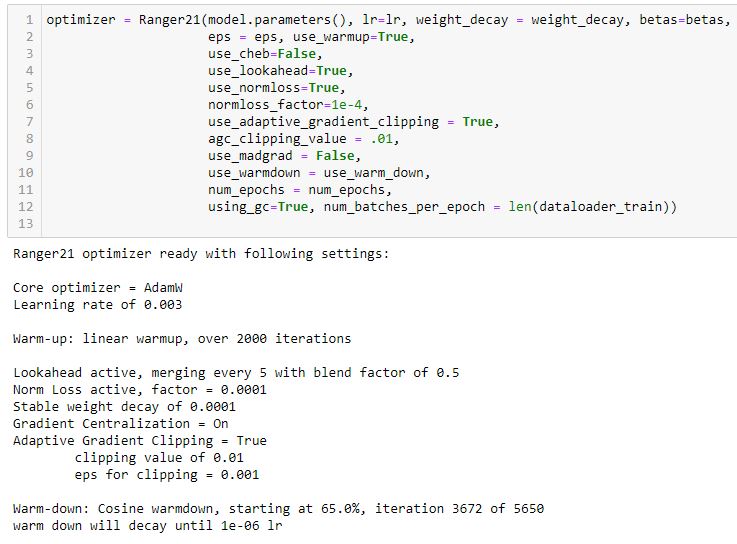 1 optimizer = Ranger21(model.parameters(), lr=lr, weight_decay = weight_decay, betas=betas,
2 eps = eps, use_warmup=True,
3 use_cheb=False,
4 use_lookahead=True,
5 use_normloss=True,
6 normloss_factor=1e-4,
7 use_adaptive_gradient_clipping = True,
8 agc_clipping_value = .01,
9 use_madgrad = False,
10 use_warmdown = use_warm_down,
11 num_epochs = num_epochs,
12 using_gc=True, num_batches_per_epoch = len(dataloader_train))
13
Ranger21 optimizer ready with following settings:
Core optimizer = AdamW
Learning rate of 0.003
Warm-up: linear warmup, over 2000 iterations
Lookahead active, merging every 5 with blend factor of 0.5
Norm Loss active, factor = 0.0001
Stable weight decay of 0.0001
Gradient Centralization = On
Adaptive Gradient Clipping = True
clipping value of 0.01
eps for clipping = 0.001
Warm-down: Cosine warmdown, starting at 65.0%, iteration 3672 of 5650
warm down will decay until 1e-06 lr